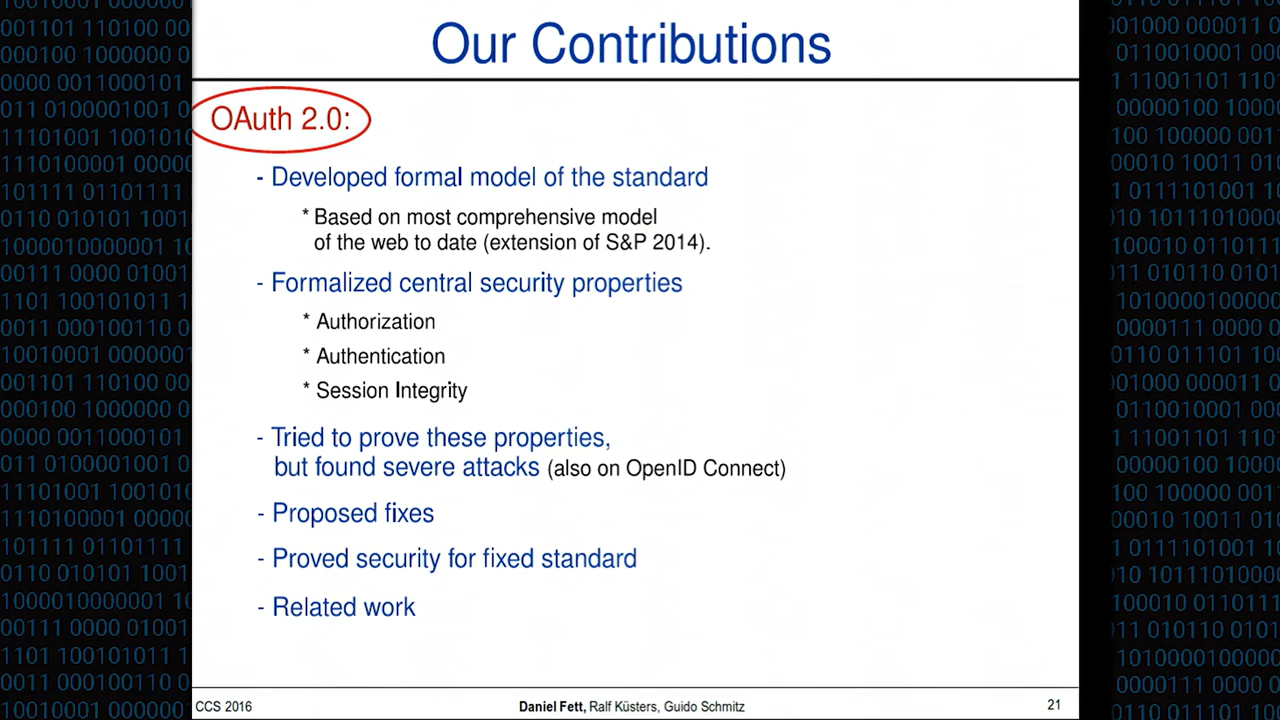 Our Contributions
OAuth 2.0:
- Developed formal model of the standard
* Based on most comprehensive model
of the web to date (extension of S&P 2014).
- Formalized central security properties
* Authorization
* Authentication
* Session Integrity
- Tried to prove these properties,
but found severe attacks (also on OpenID Connect)
- Proposed fixes
- Proved security for fixed standard
- Related work
CCS 2016
Daniel Fett, Ralf Küsters, Guido Schmitz
21